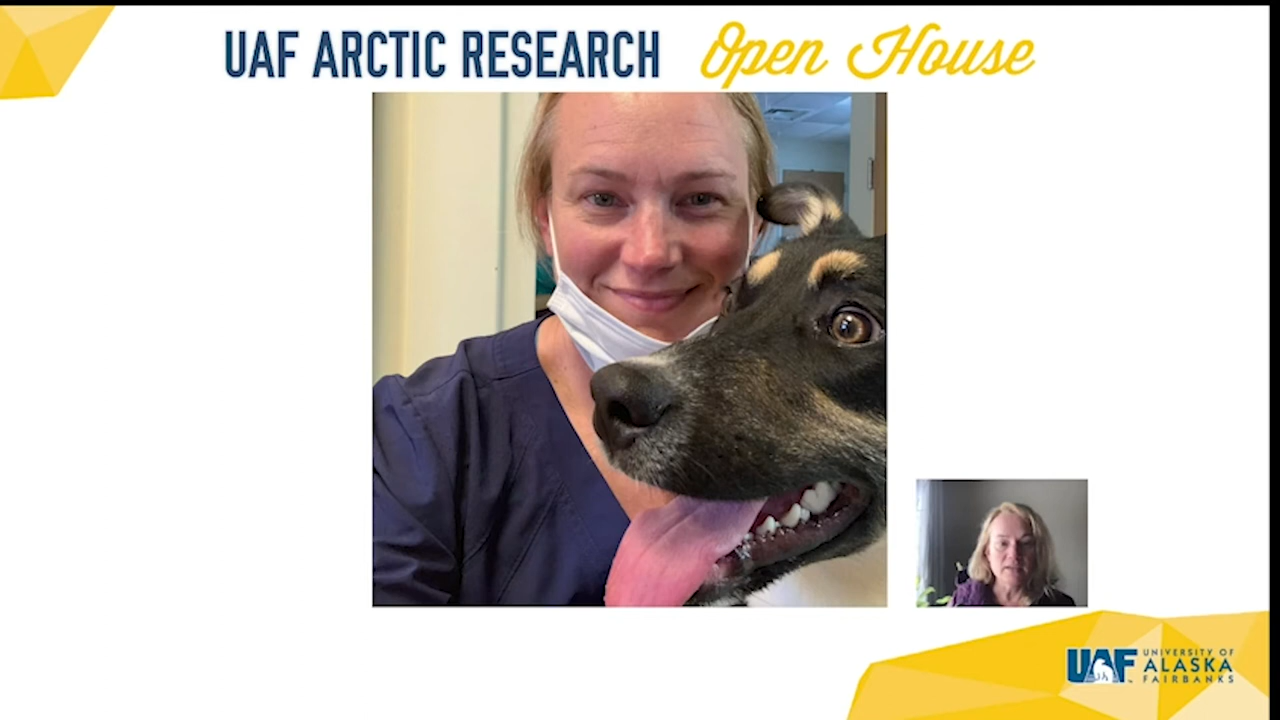 UAF ARCTIC RESEARCH Open House
UAF UNIVERSITY OF
ALASKA
FAIRBANKS